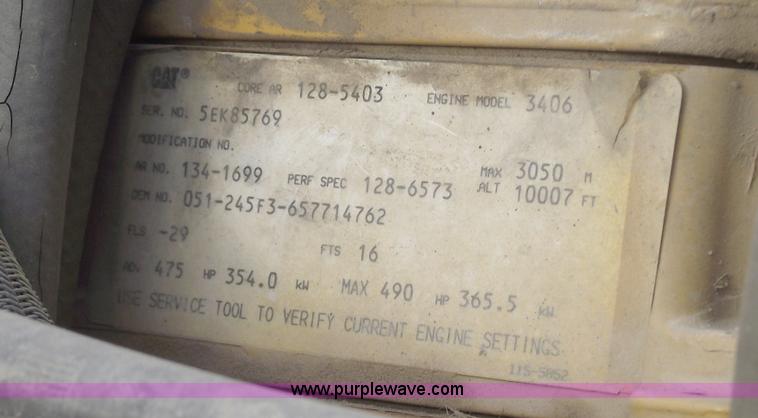 CAT® CORE AR 128-5403 ENGINE MODEL 3406
SER. NO. 5EK85769
MODIFICATION NO.
AR NO. 134-1699 PERF SPEC 128-6573 MAX ALT 3050 M 10007 FT
OEM NO. 051-245F3-657714762
FLS -29 FTS 16
ADV 475 HP 354.0 kW MAX 490 HP 365.5 kW
USE SERVICE TOOL TO VERIFY CURRENT ENGINE SETTINGS
115-5852
www.purplewave.com